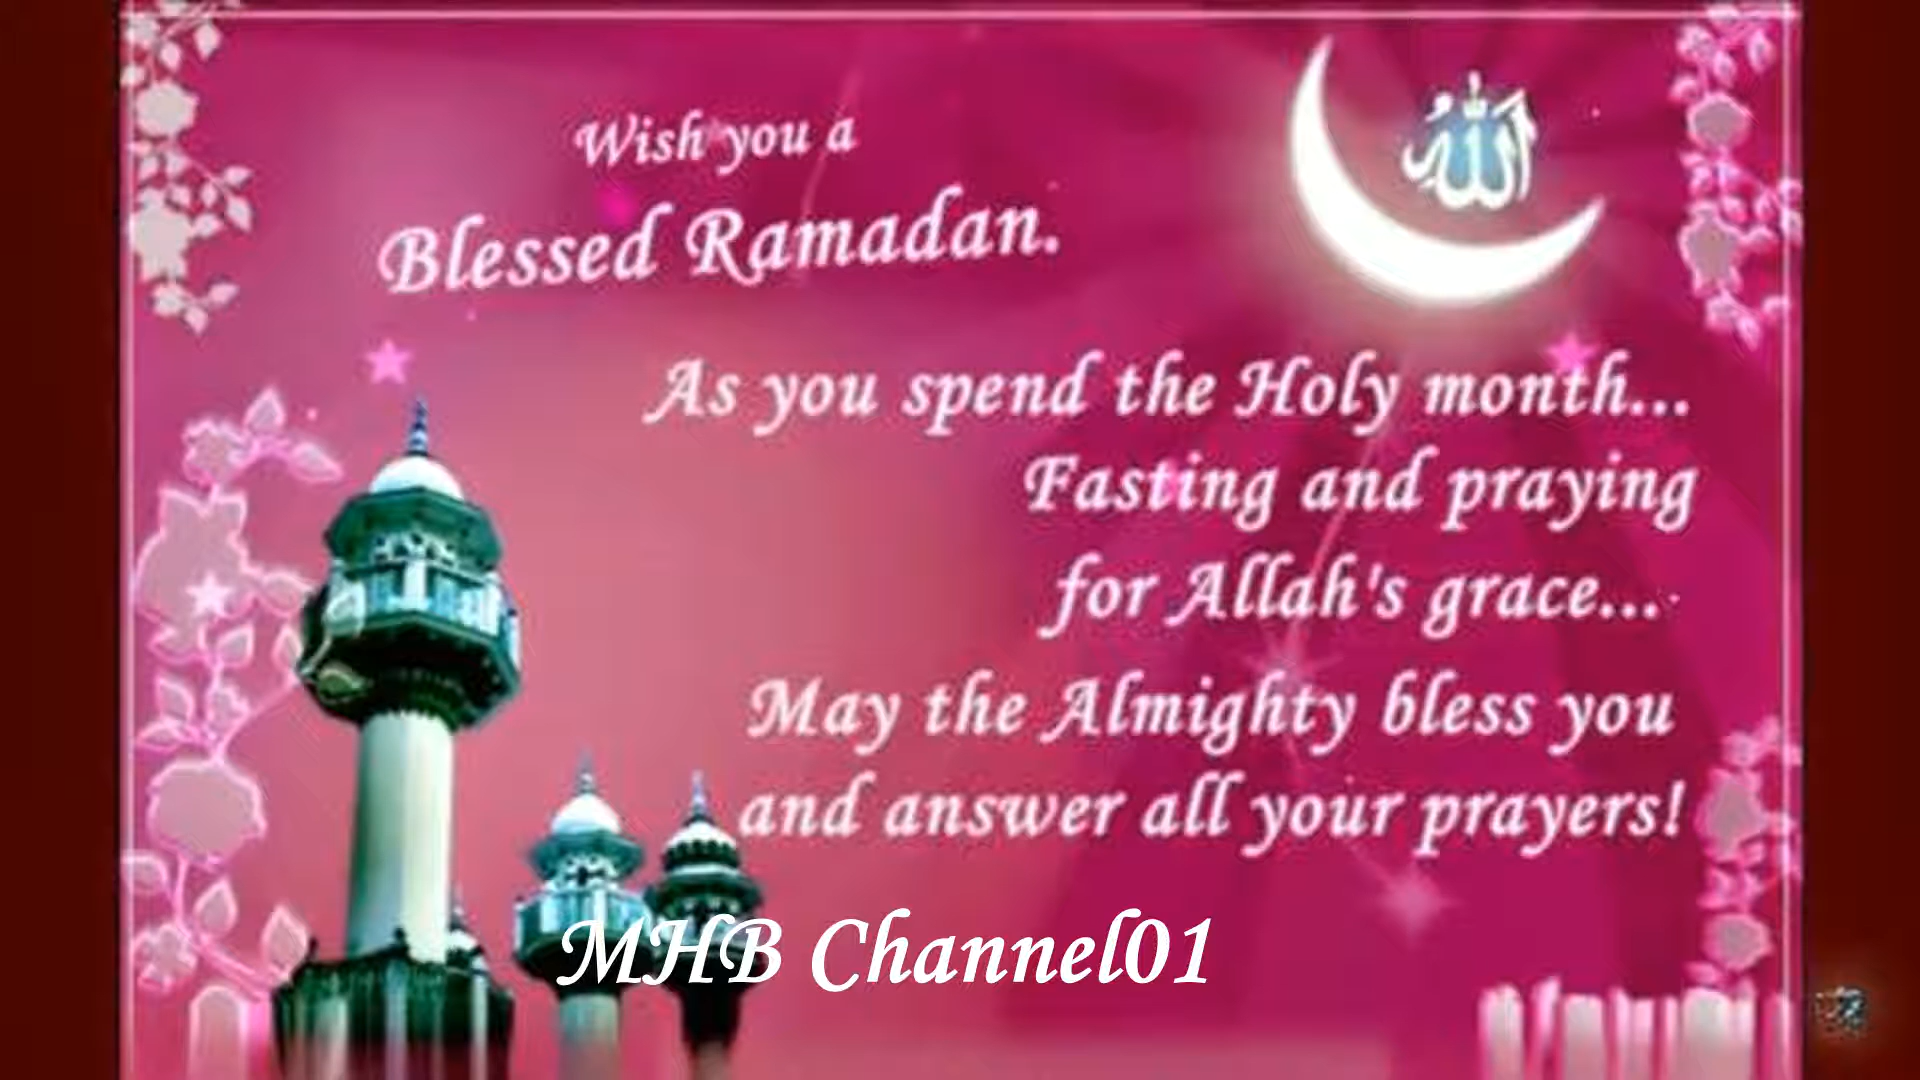 Wish you a
Blessed Ramadan.
الله
As you spend the Holy month...
Fasting and praying
for Allah's grace...
May the Almighty bless you
and answer all your prayers!
MHB Channel01